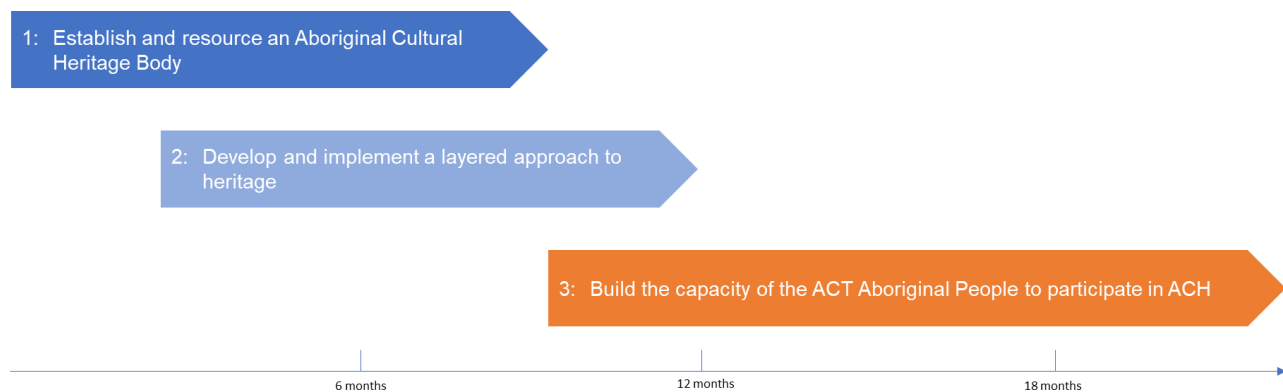 1: Establish and resource an Aboriginal Cultural
Heritage Body
2: Develop and implement a layered approach to
heritage
3: Build the capacity of the ACT Aboriginal People to participate in ACH
6 months
12 months
18 months